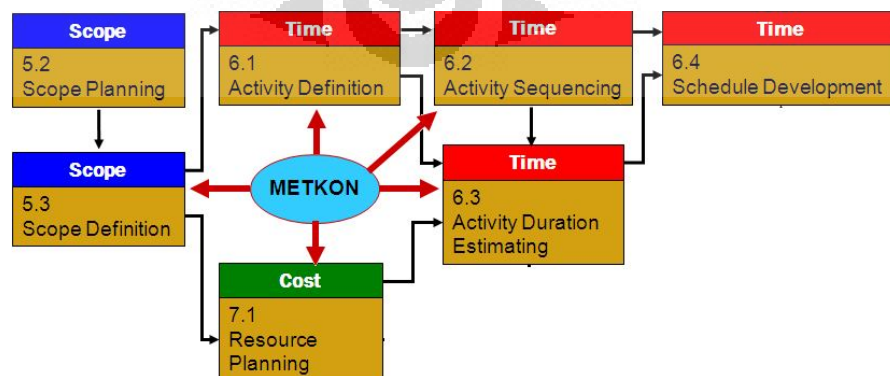 Scope
5.2
Scope Planning
Time
6.1
Activity Definition
Time
6.2
Activity Sequencing
Time
6.4
Schedule Development
Scope
5.3
Scope Definition
METKON
Time
6.3
Activity Duration
Estimating
Cost
7.1
Resource
Planning